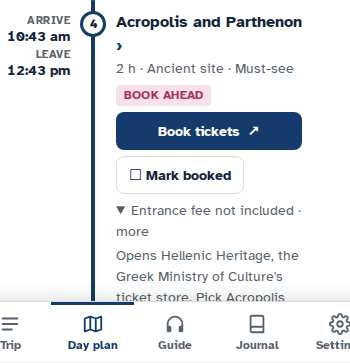 ARRIVE
10:43 am
LEAVE
12:43 pm
4
Acropolis and Parthenon
›
2 h · Ancient site · Must-see
BOOK AHEAD
Book tickets ↗
☐ Mark booked
▼ Entrance fee not included ·
more
Opens Hellenic Heritage, the
Greek Ministry of Culture's
ticket store. Pick Acropolis
Trip
Day plan
Guide
Journal
Settin